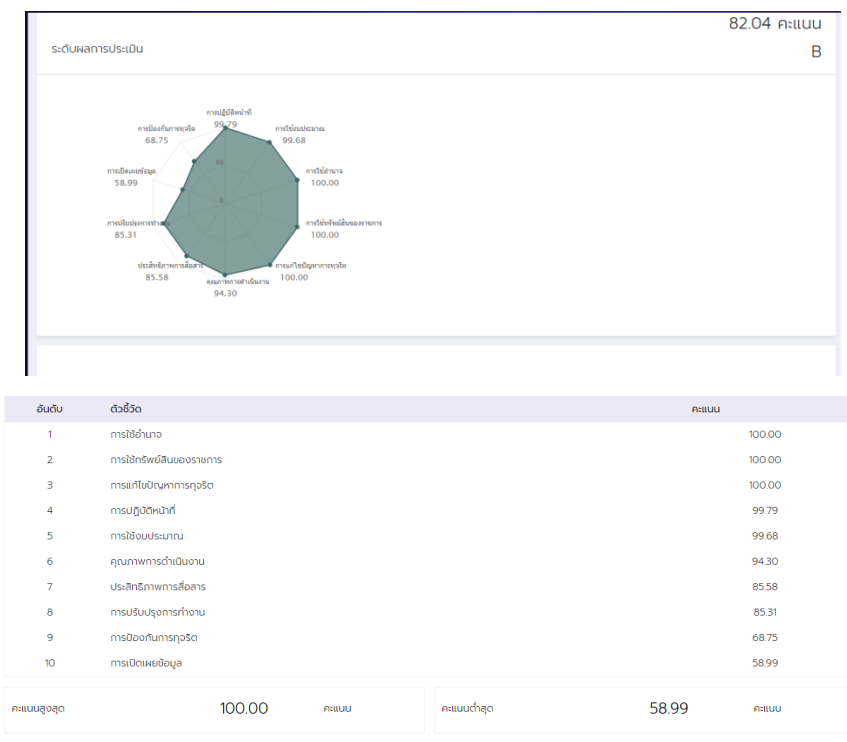 82.04 คะแนน
ระดับผลการประเมิน
B
การปฏิบัติหน้าที่
99.79
การป้องกันการทุจริต
68.75
การใช้งบประมาณ
99.68
การเปิดเผยข้อมูล
58.99
50
การใช้อำนาจ
100.00
0
การปรับปรุงการทำงาน
85.31
การใช้ทรัพย์สินของราชการ
100.00
ประสิทธิภาพการสื่อสาร
85.58
การแก้ไขปัญหาการทุจริต
100.00
คุณภาพการดำเนินงาน
94.30
อันดับ ตัวชี้วัด คะแนน
1 การใช้อำนาจ 100.00
2 การใช้ทรัพย์สินของราชการ 100.00
3 การแก้ไขปัญหาการทุจริต 100.00
4 การปฏิบัติหน้าที่ 99.79
5 การใช้งบประมาณ 99.68
6 คุณภาพการดำเนินงาน 94.30
7 ประสิทธิภาพการสื่อสาร 85.58
8 การปรับปรุงการทำงาน 85.31
9 การป้องกันการทุจริต 68.75
10 การเปิดเผยข้อมูล 58.99
คะแนนสูงสุด 100.00 คะแนน คะแนนต่ำสุด 58.99 คะแนน